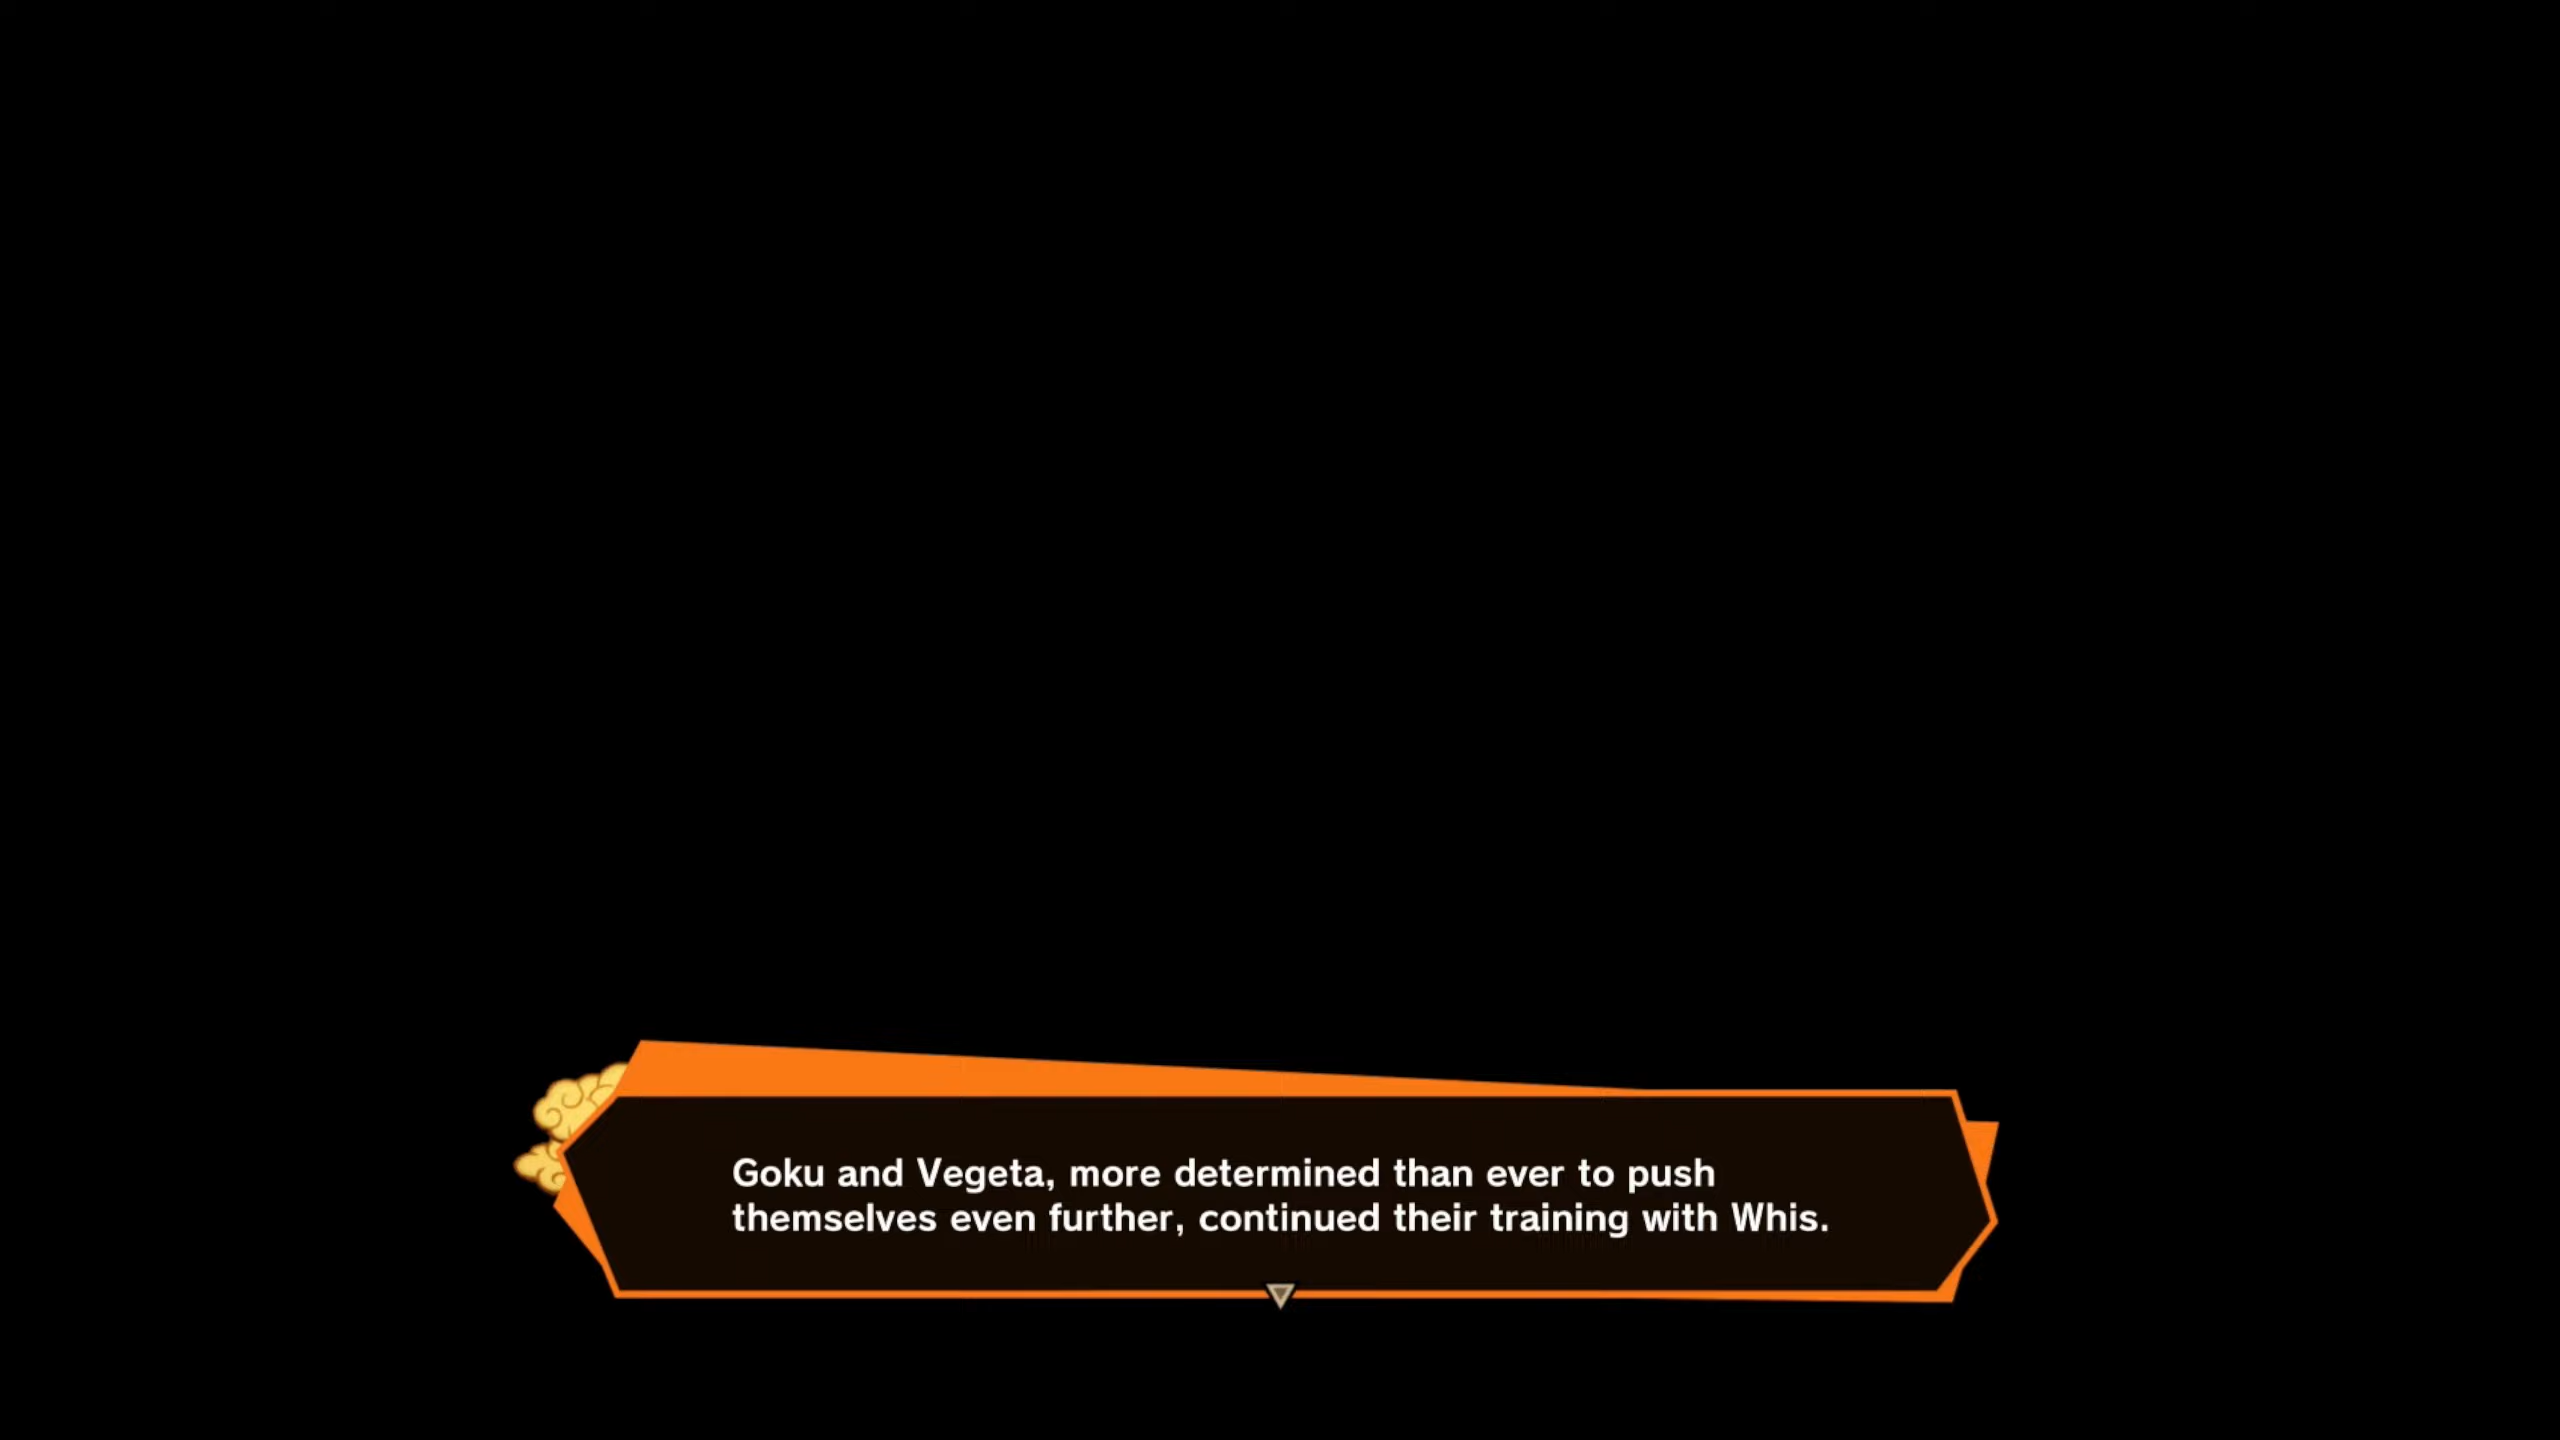 Goku and Vegeta, more determined than ever to push
themselves even further, continued their training with Whis.